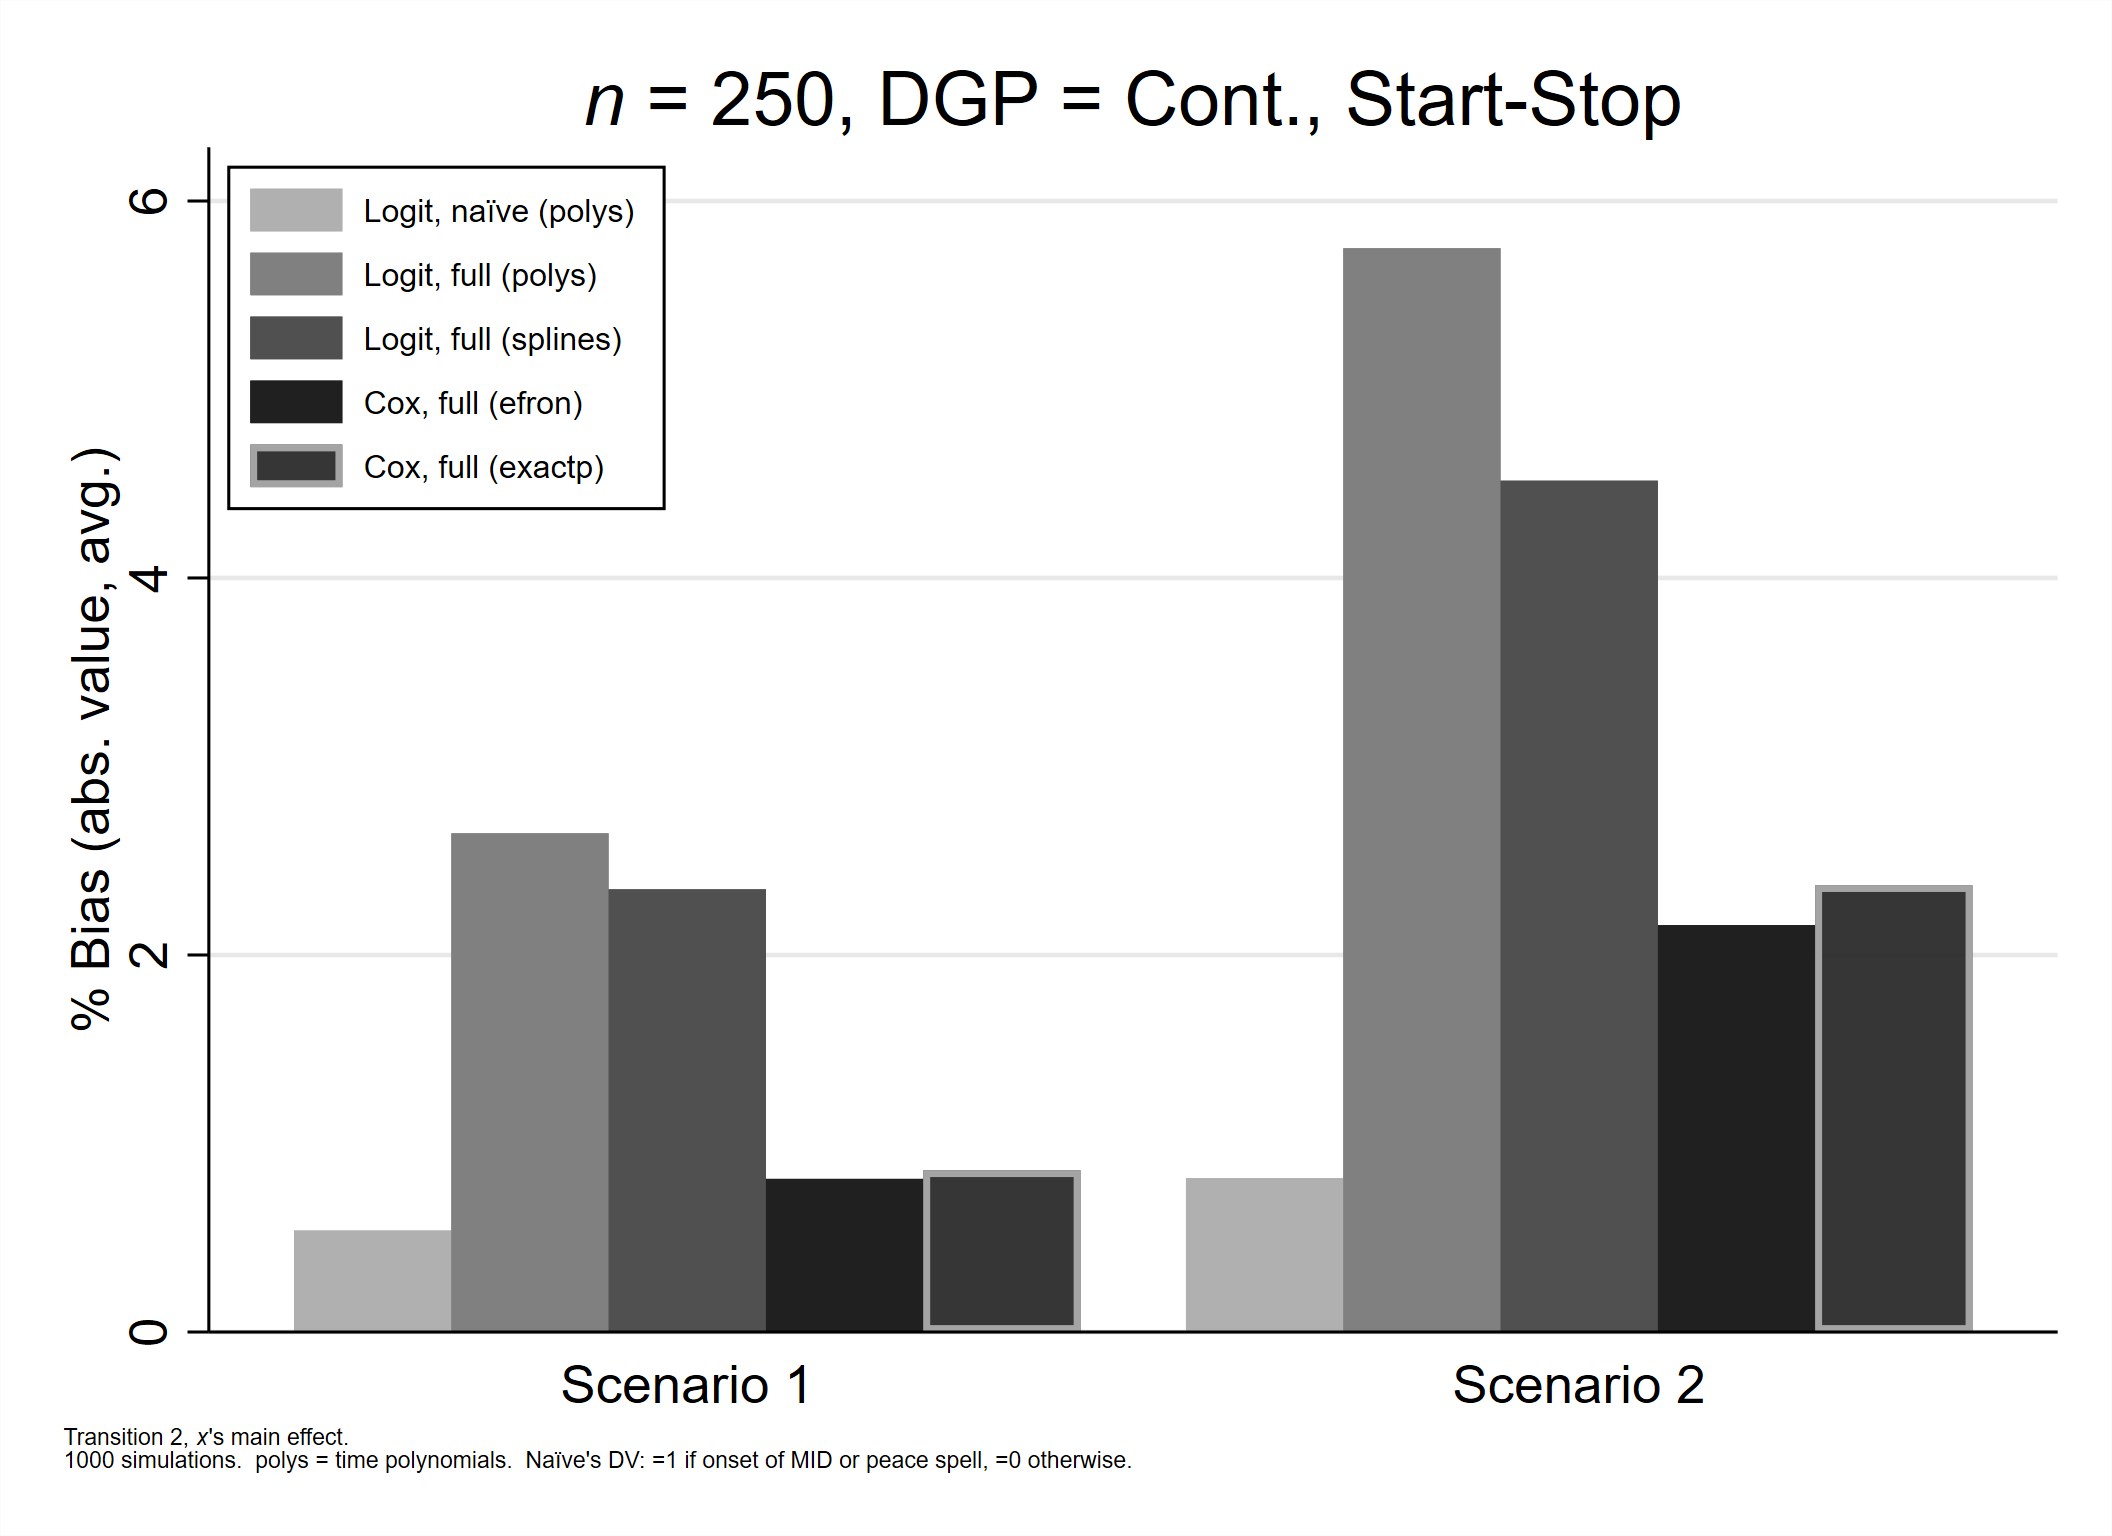 n = 250, DGP = Cont., Start-Stop
Logit, naïve (polys)
Logit, full (polys)
Logit, full (splines)
Cox, full (efron)
Cox, full (exactp)
% Bias (abs. value, avg.)
6
4
2
0
Scenario 1
Scenario 2
Transition 2, x's main effect.
1000 simulations.  polys = time polynomials.  Naïve's DV: =1 if onset of MID or peace spell, =0 otherwise.